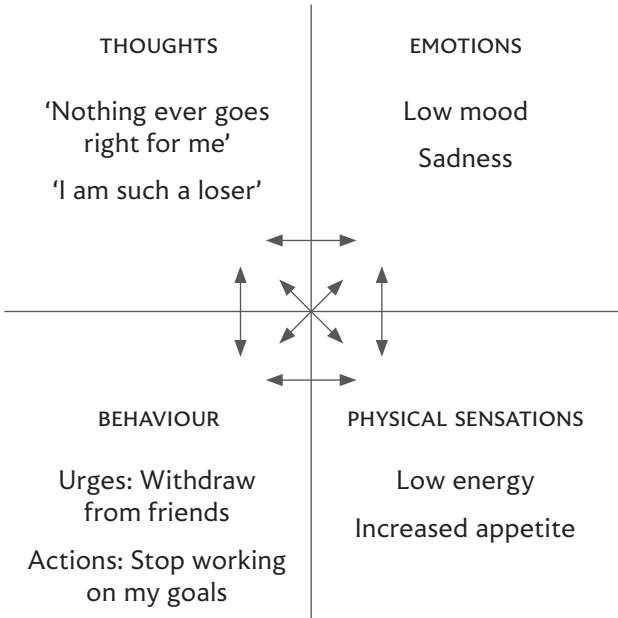 THOUGHTS
‘Nothing ever goes
right for me’
‘I am such a loser’
EMOTIONS
Low mood
Sadness
BEHAVIOUR
Urges: Withdraw
from friends
Actions: Stop working
on my goals
PHYSICAL SENSATIONS
Low energy
Increased appetite